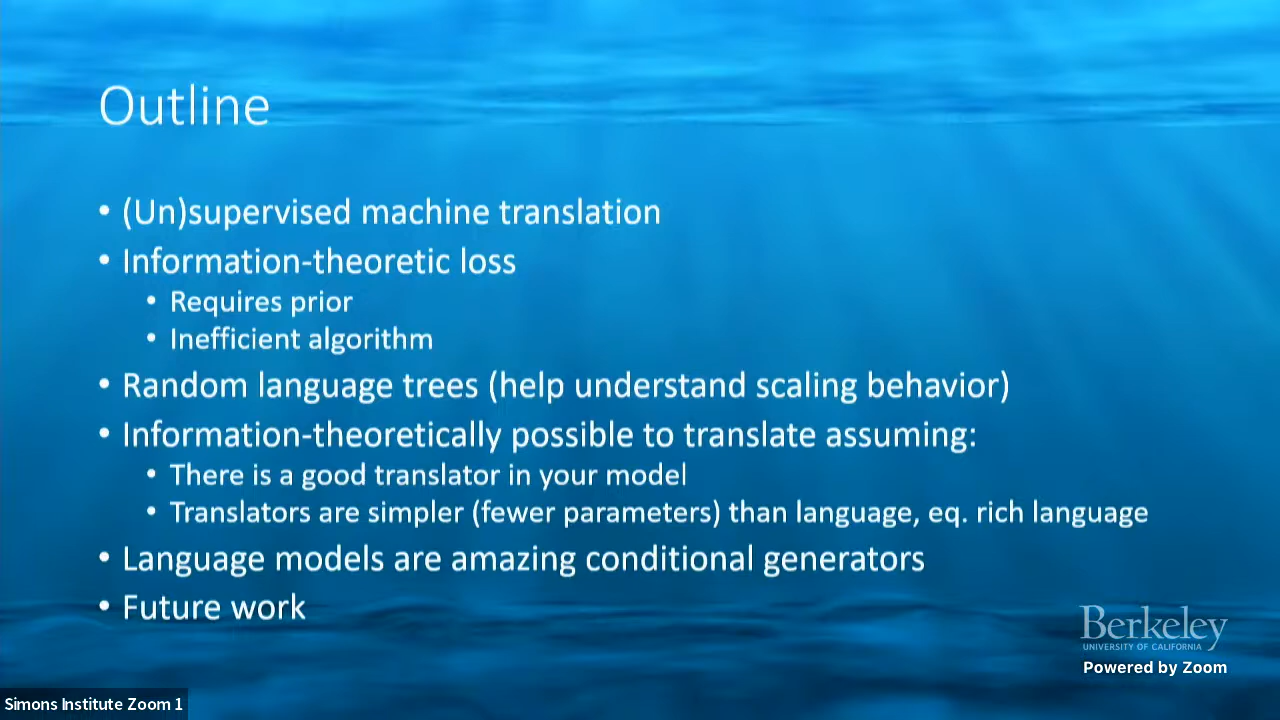 Outline
• (Un)supervised machine translation
• Information-theoretic loss
• Requires prior
• Inefficient algorithm
• Random language trees (help understand scaling behavior)
• Information-theoretically possible to translate assuming:
• There is a good translator in your model
• Translators are simpler (fewer parameters) than language, eq. rich language
• Language models are amazing conditional generators
• Future work
Berkeley
UNIVERSITY OF CALIFORNIA
Powered by Zoom
Simons Institute Zoom 1